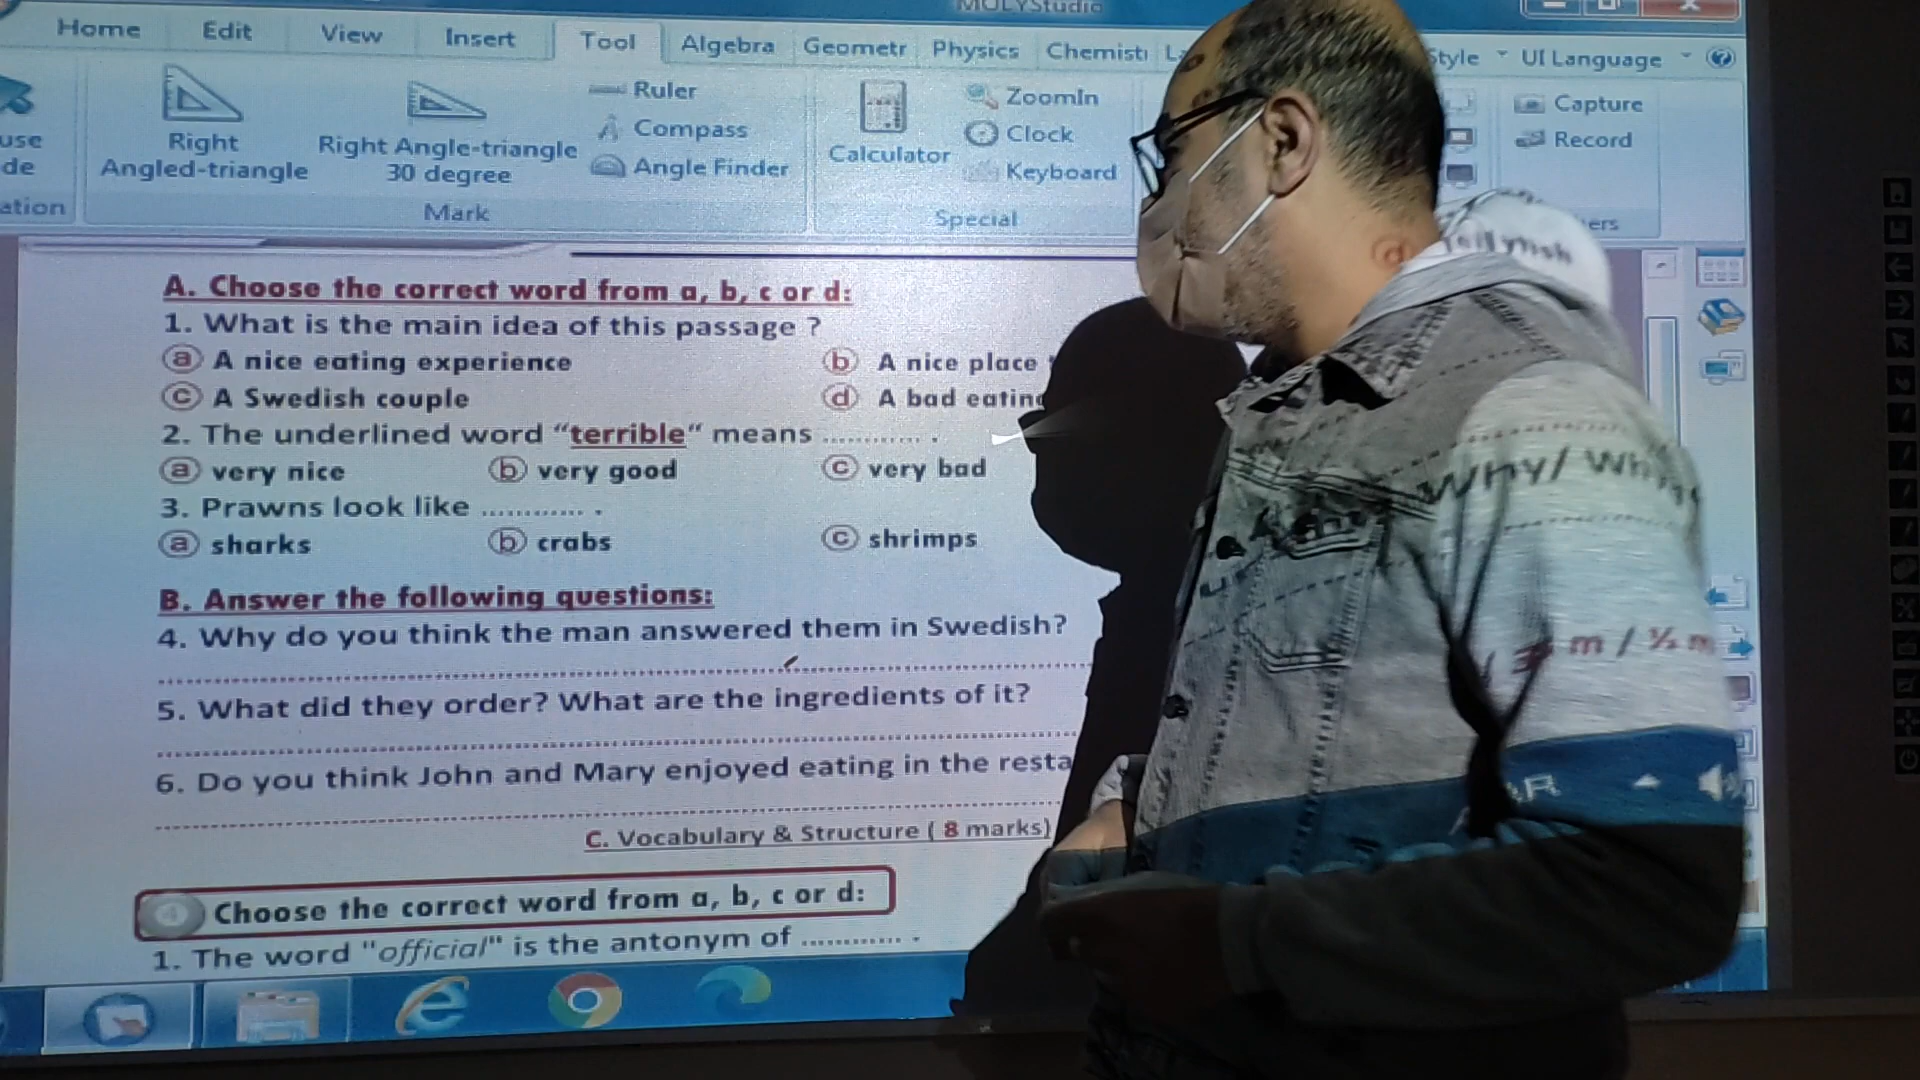 MOLYStudio
Home Edit View Insert Tool Algebra Geometr Physics Chemist Style UI Language
Right Angled-triangle
Right Angle-triangle 30 degree
Ruler
Compass
Angle Finder
Mark
Calculator
ZoomIn
Clock
Keyboard
Special
Capture
Record
A. Choose the correct word from a, b, c or d:
1. What is the main idea of this passage ?
a A nice eating experience b A nice place
c A Swedish couple d A bad eating
2. The underlined word “terrible“ means ............ .
a very nice b very good c very bad
3. Prawns look like ............ .
a sharks b crabs c shrimps
B. Answer the following questions:
4. Why do you think the man answered them in Swedish?
5. What did they order? What are the ingredients of it?
6. Do you think John and Mary enjoyed eating in the resta
C. Vocabulary & Structure ( 8 marks)
4 Choose the correct word from a, b, c or d:
1. The word "official" is the antonym of ............ .
Why/
m / ½ m